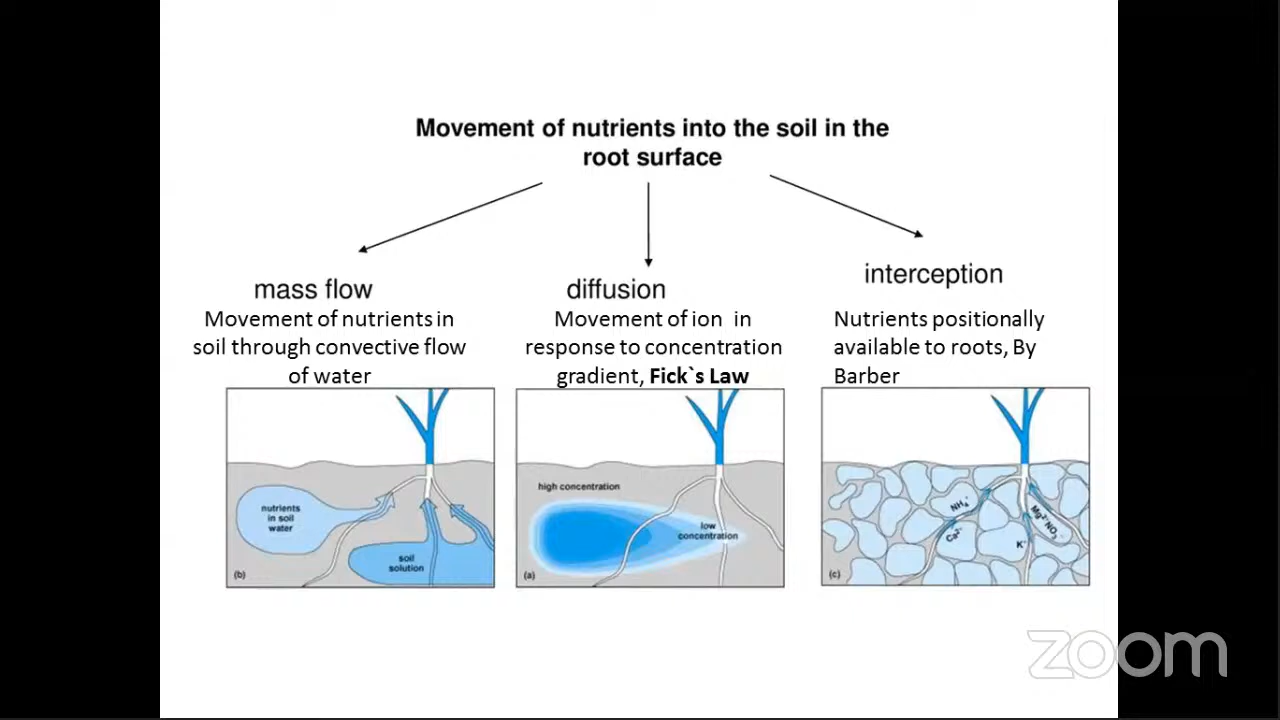 Movement of nutrients into the soil in the
root surface
mass flow
Movement of nutrients in
soil through convective flow
of water
diffusion
Movement of ion in
response to concentration
gradient, Fick`s Law
interception
Nutrients positionally
available to roots, By
Barber
nutrients
in soil
water
soil
solution
(b)
high concentration
low
concentration
(a)
NH₄⁺
Ca²⁺
Mg²⁺
NO₃⁻
K⁺
(c)
zoom